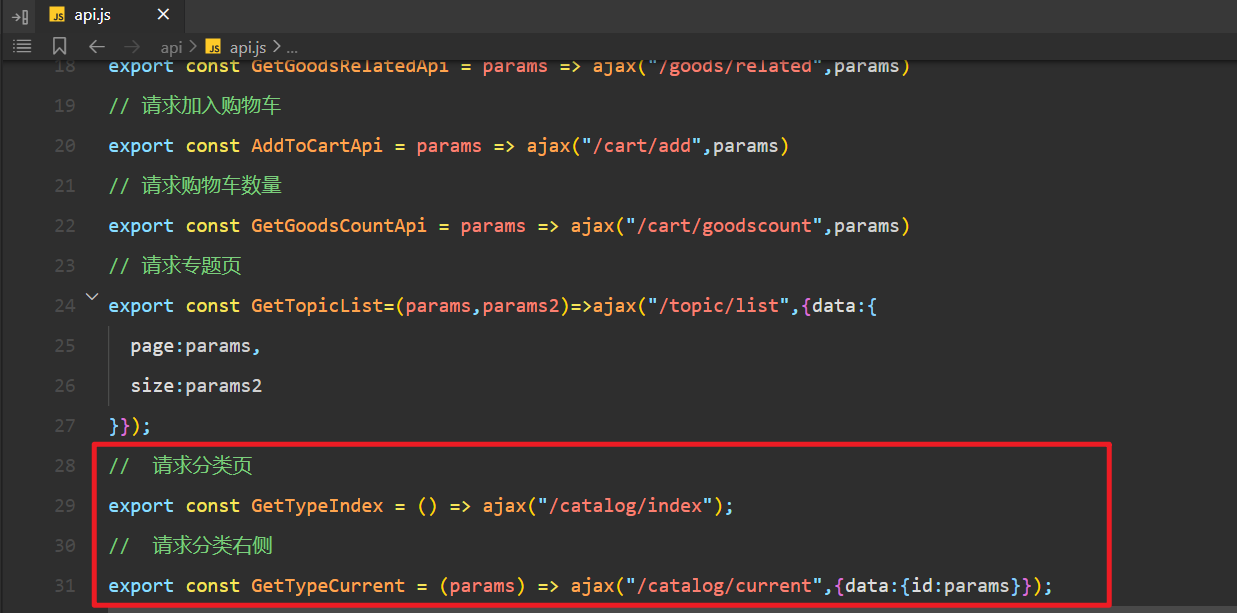 JS api.js ×
api > JS api.js > ...
18 export const GetGoodsRelatedApi = params => ajax("/goods/related",params)
19 // 请求加入购物车
20 export const AddToCartApi = params => ajax("/cart/add",params)
21 // 请求购物车数量
22 export const GetGoodsCountApi = params => ajax("/cart/goodscount",params)
23 // 请求专题页
24 export const GetTopicList=(params,params2)=>ajax("/topic/list",{data:{
25 page:params,
26 size:params2
27 }});
28 // 请求分类页
29 export const GetTypeIndex = () => ajax("/catalog/index");
30 // 请求分类右侧
31 export const GetTypeCurrent = (params) => ajax("/catalog/current",{data:{id:params}});